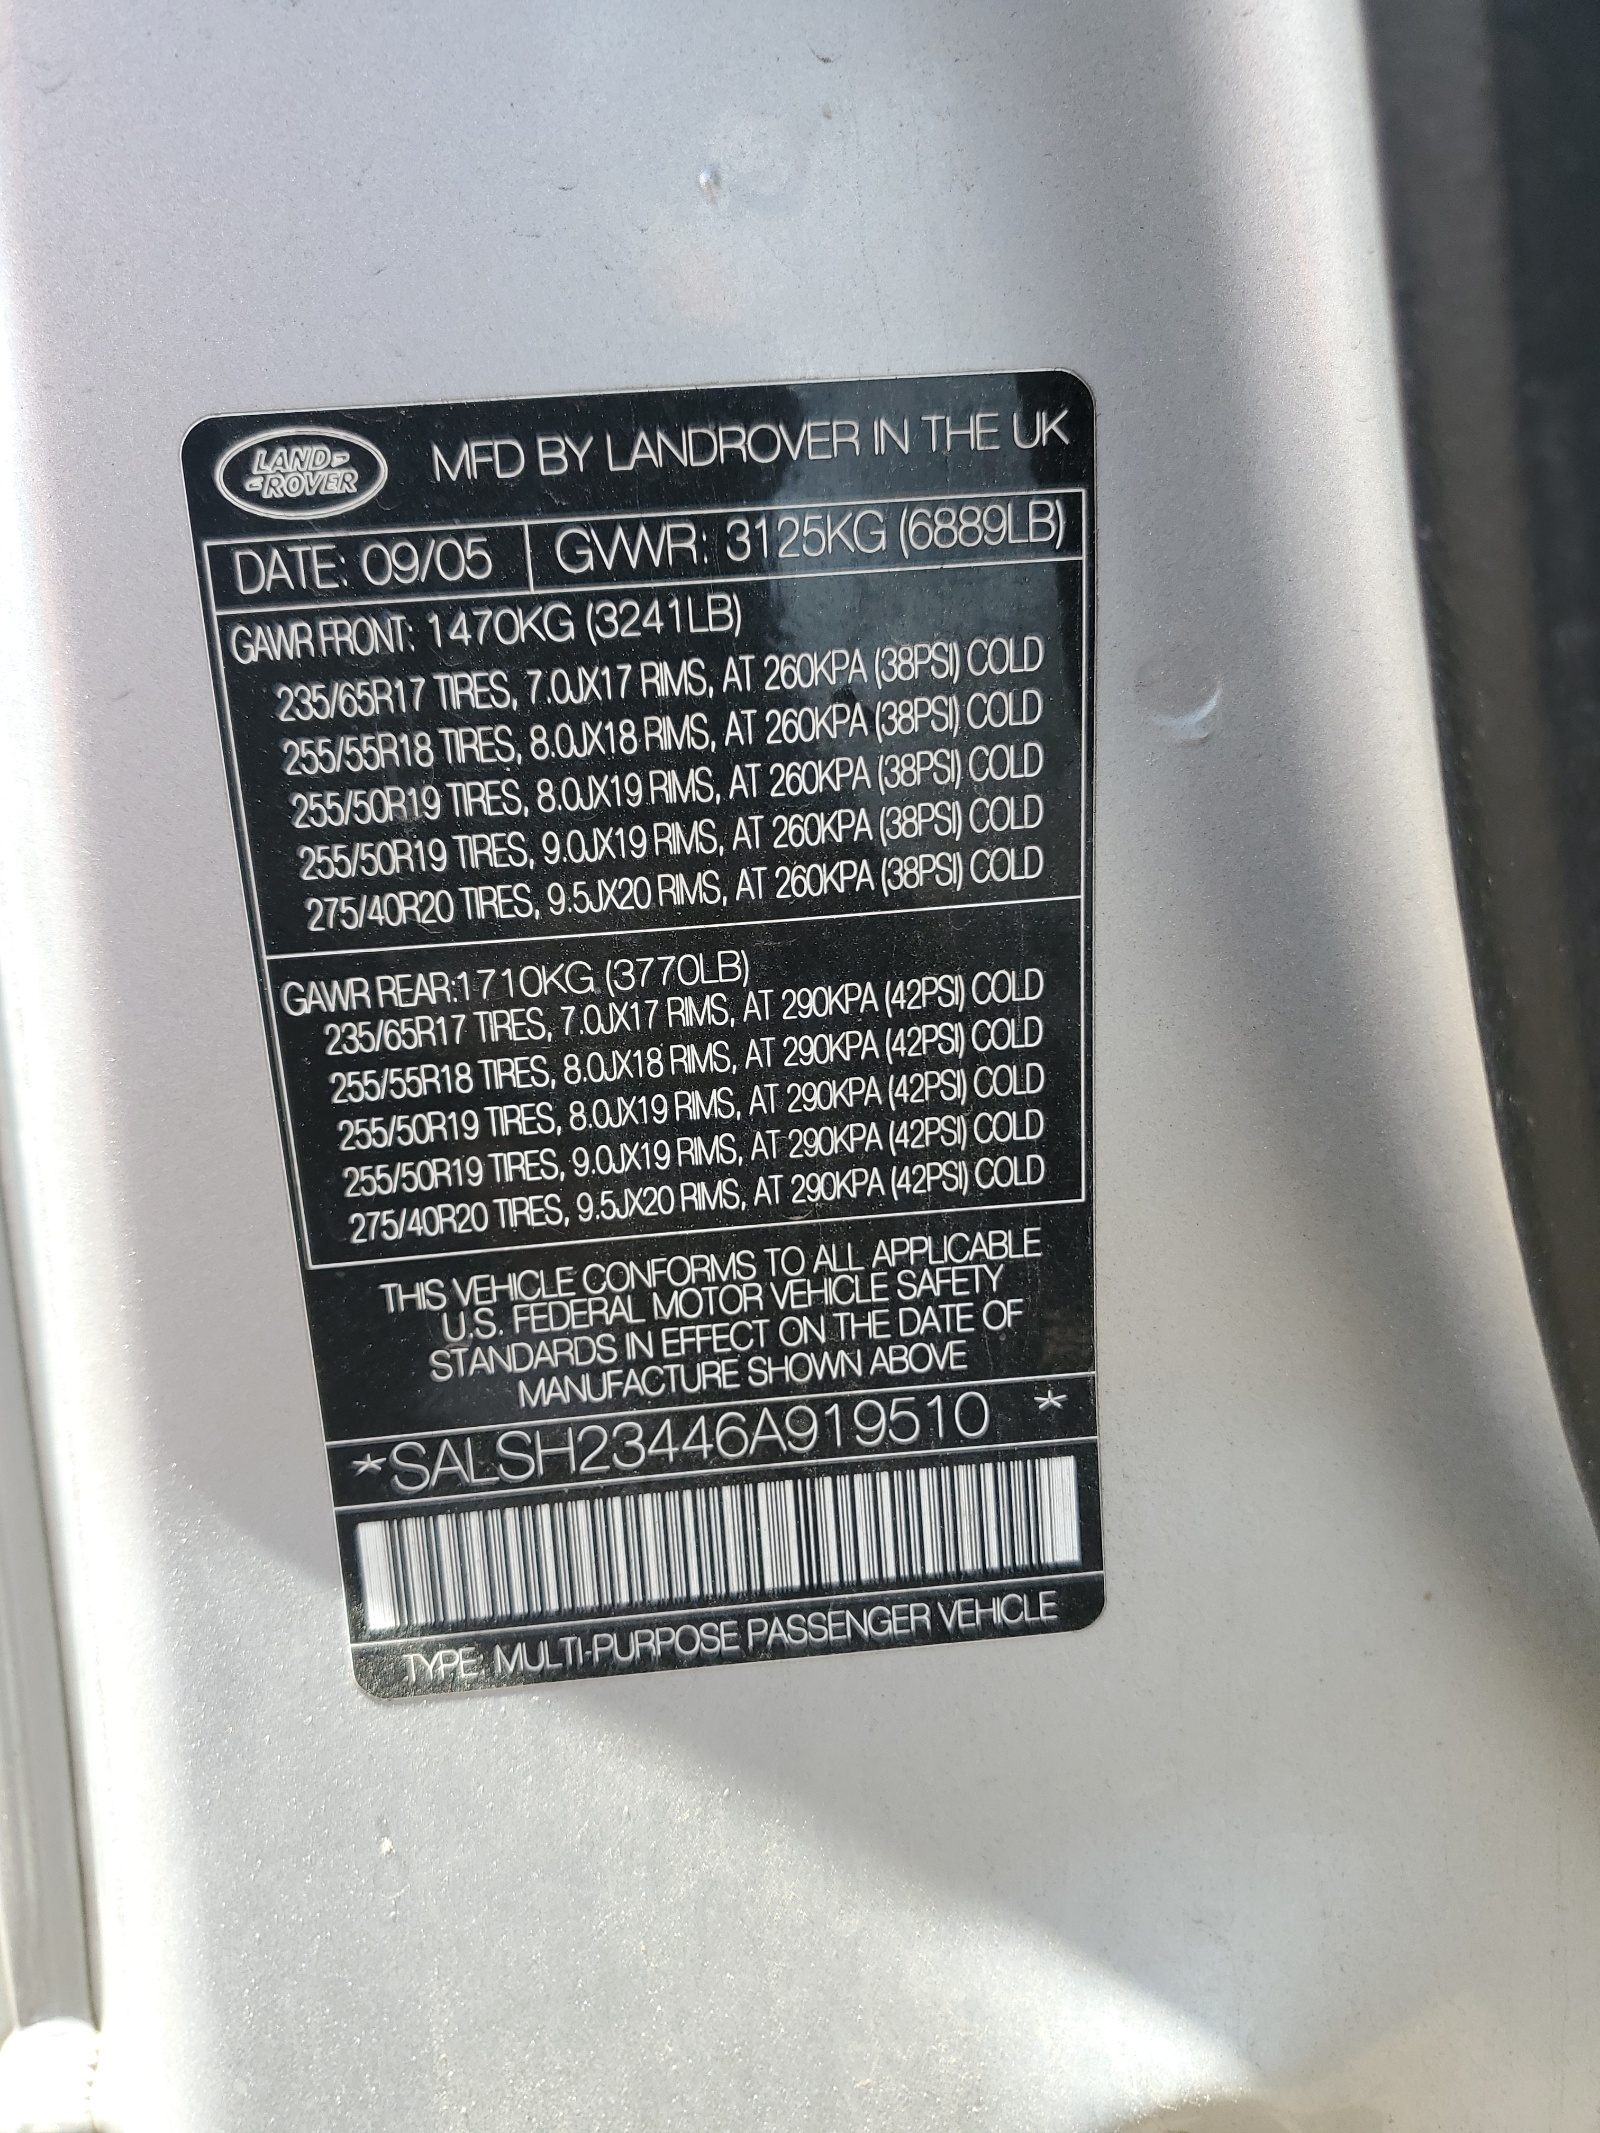 LAND
ROVER
MFD BY LANDROVER IN THE UK
DATE: 09/05 GVWR: 3125KG (6889LB)
GAWR FRONT: 1470KG (3241LB)
235/65R17 TIRES, 7.0JX17 RIMS, AT 260KPA (38PSI) COLD
255/55R18 TIRES, 8.0JX18 RIMS, AT 260KPA (38PSI) COLD
255/50R19 TIRES, 8.0JX19 RIMS, AT 260KPA (38PSI) COLD
255/50R19 TIRES, 9.0JX19 RIMS, AT 260KPA (38PSI) COLD
275/40R20 TIRES, 9.5JX20 RIMS, AT 260KPA (38PSI) COLD
GAWR REAR:1710KG (3770LB)
235/65R17 TIRES, 7.0JX17 RIMS, AT 290KPA (42PSI) COLD
255/55R18 TIRES, 8.0JX18 RIMS, AT 290KPA (42PSI) COLD
255/50R19 TIRES, 8.0JX19 RIMS, AT 290KPA (42PSI) COLD
255/50R19 TIRES, 9.0JX19 RIMS, AT 290KPA (42PSI) COLD
275/40R20 TIRES, 9.5JX20 RIMS, AT 290KPA (42PSI) COLD
THIS VEHICLE CONFORMS TO ALL APPLICABLE
U.S. FEDERAL MOTOR VEHICLE SAFETY
STANDARDS IN EFFECT ON THE DATE OF
MANUFACTURE SHOWN ABOVE
*SALSH23446A919510 *
TYPE: MULTI-PURPOSE PASSENGER VEHICLE